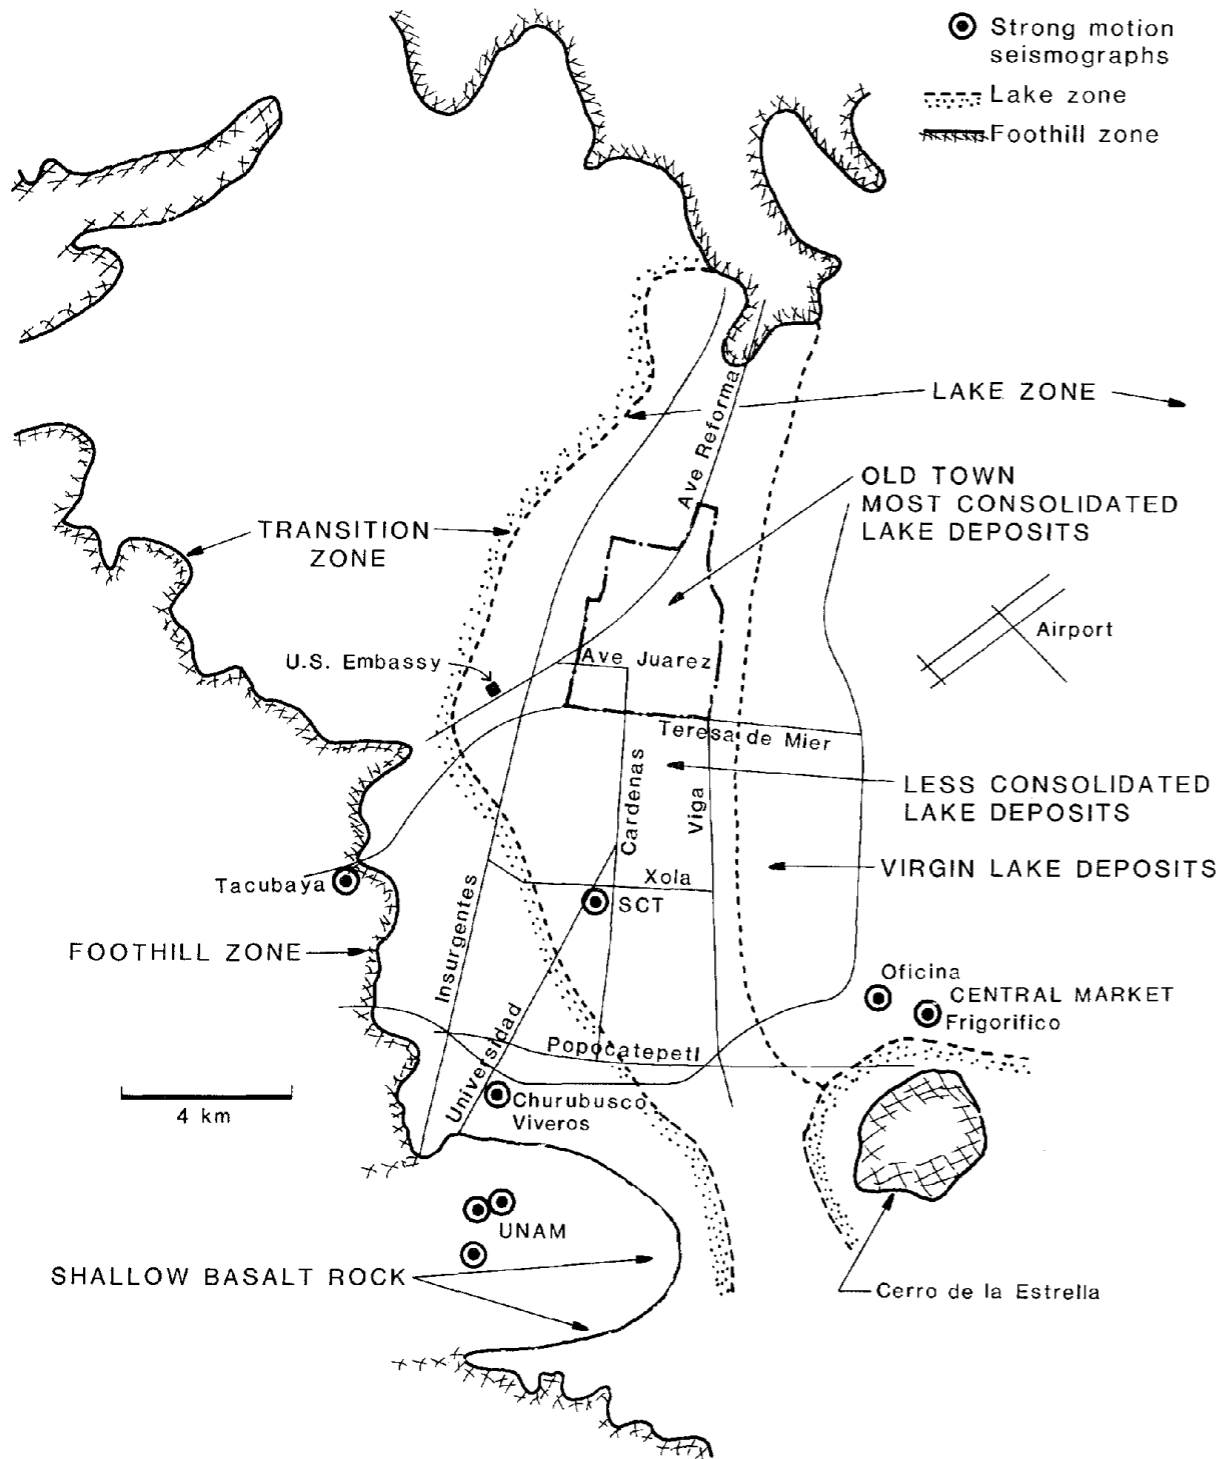 Strong motion
seismographs
Lake zone
Foothill zone
LAKE ZONE
Ave Reforma
OLD TOWN
MOST CONSOLIDATED
LAKE DEPOSITS
TRANSITION
ZONE
Airport
U.S. Embassy
Ave Juarez
Teresa de Mier
Cardenas
Viga
LESS CONSOLIDATED
LAKE DEPOSITS
VIRGIN LAKE DEPOSITS
Tacubaya
Xola
SCT
Insurgentes
FOOTHILL ZONE
Oficina
CENTRAL MARKET
Frigorifico
Universidad
Popocatepetl
4 km
Churubusco
Viveros
UNAM
SHALLOW BASALT ROCK
Cerro de la Estrella